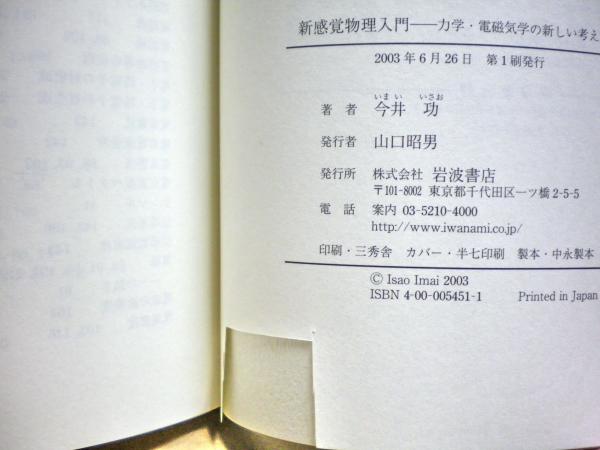 新感覚物理入門——力学・電磁気学の新しい考え
2003年6月26日 第1刷発行
いまい いさお
著者 今井 功
発行者 山口昭男
発行所 株式会社 岩波書店
〒101-8002 東京都千代田区一ツ橋2-5-5
電話 案内 03-5210-4000
http://www.iwanami.co.jp/
印刷・三秀舎 カバー・半七印刷 製本・中永製本
© Isao Imai 2003
ISBN 4-00-005451-1 Printed in Japan